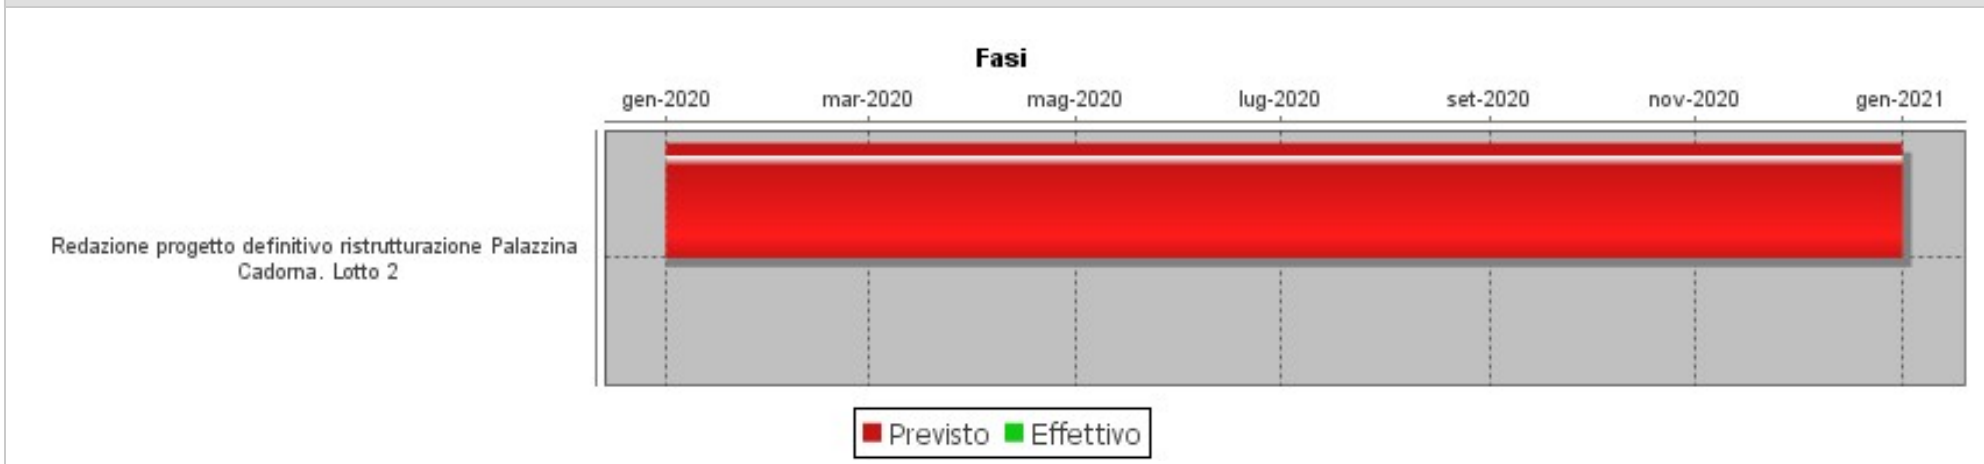 Fasi
gen-2020 mar-2020 mag-2020 lug-2020 set-2020 nov-2020 gen-2021
Redazione progetto definitivo ristrutturazione Palazzina
Cadorna. Lotto 2
Previsto Effettivo